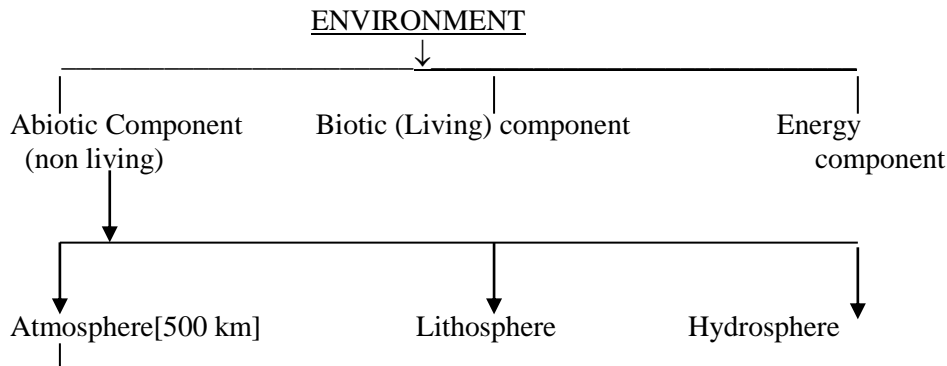 ENVIRONMENT
Abiotic Component Biotic (Living) component Energy
(non living) component
Atmosphere[500 km] Lithosphere Hydrosphere